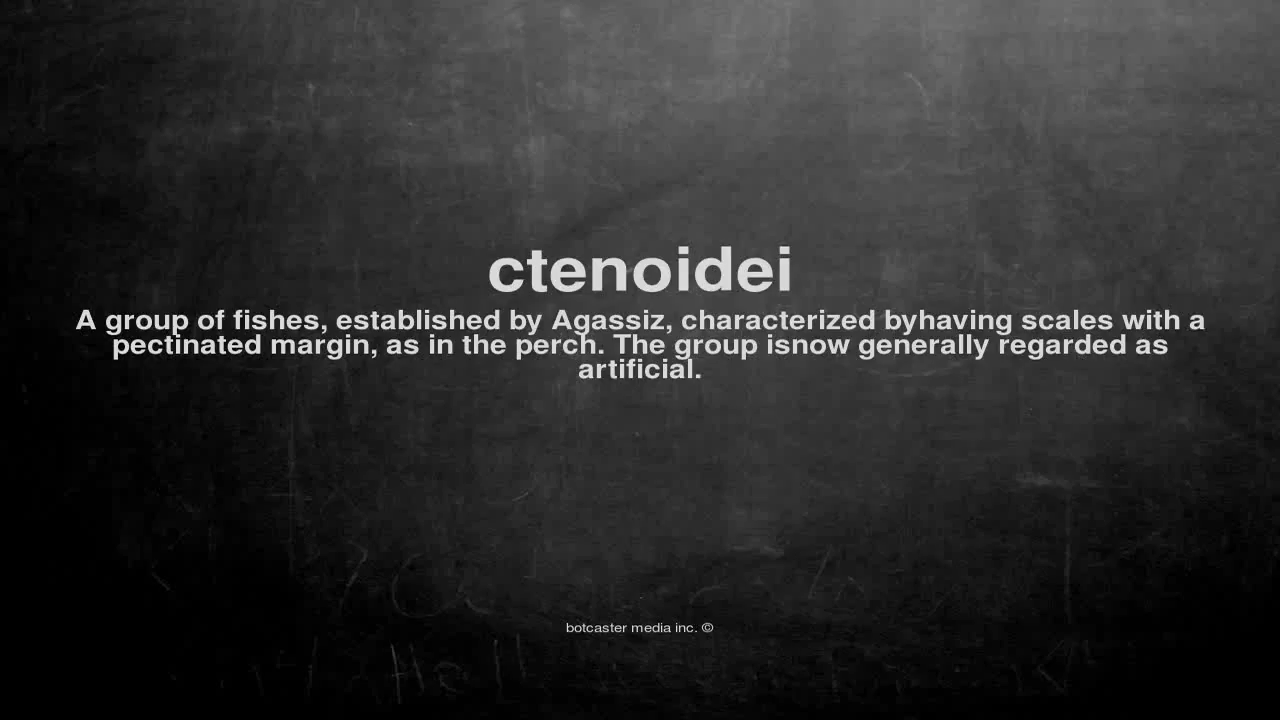 ctenoidei
A group of fishes, established by Agassiz, characterized byhaving scales with a
pectinated margin, as in the perch. The group isnow generally regarded as
artificial.
botcaster media inc. ©